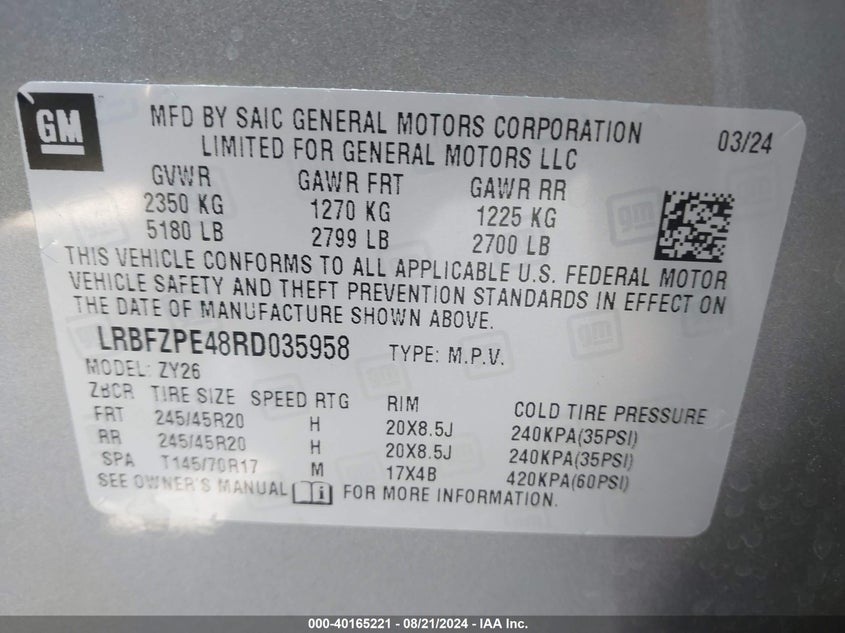 GM
MFD BY SAIC GENERAL MOTORS CORPORATION 03/24
LIMITED FOR GENERAL MOTORS LLC
GVWR GAWR FRT GAWR RR
2350 KG 1270 KG 1225 KG
5180 LB 2799 LB 2700 LB
THIS VEHICLE CONFORMS TO ALL APPLICABLE U.S. FEDERAL MOTOR
VEHICLE SAFETY AND THEFT PREVENTION STANDARDS IN EFFECT ON
THE DATE OF MANUFACTURE SHOWN ABOVE.
LRBFZPE48RD035958 TYPE: M.P.V.
MODEL: ZY26
ZBCR TIRE SIZE SPEED RTG RIM COLD TIRE PRESSURE
FRT 245/45R20 H 20X8.5J 240KPA(35PSI)
RR 245/45R20 H 20X8.5J 240KPA(35PSI)
SPA T145/70R17 M 17X4B 420KPA(60PSI)
SEE OWNER'S MANUAL FOR MORE INFORMATION.
000-40165221 - 08/21/2024 - IAA Inc.